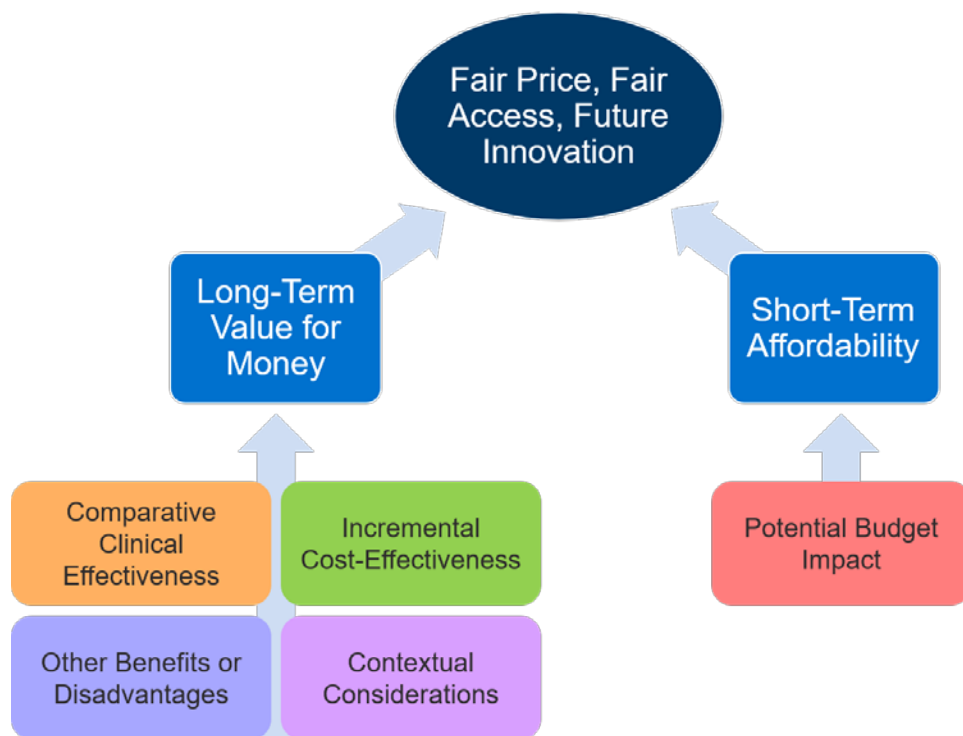 Fair Price, Fair
Access, Future
Innovation
Long-Term
Value for
Money
Short-Term
Affordability
Comparative
Clinical
Effectiveness
Incremental
Cost-Effectiveness
Potential Budget
Impact
Other Benefits or
Disadvantages
Contextual
Considerations